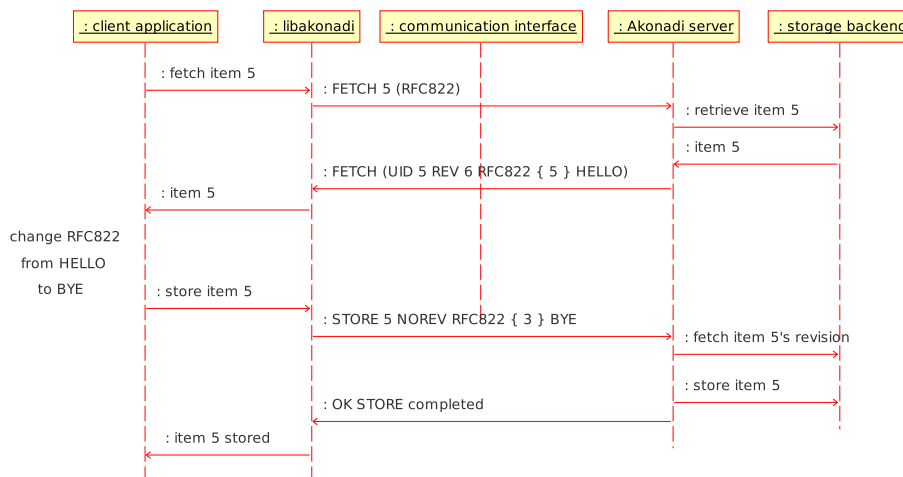 : client application
: libakonadi
: communication interface
: Akonadi server
: storage backend
: fetch item 5
: FETCH 5 (RFC822)
: retrieve item 5
: item 5
: FETCH (UID 5 REV 6 RFC822 { 5 } HELLO)
: item 5
change RFC822
from HELLO
to BYE
: store item 5
: STORE 5 NOREV RFC822 { 3 } BYE
: fetch item 5's revision
: store item 5
: OK STORE completed
: item 5 stored